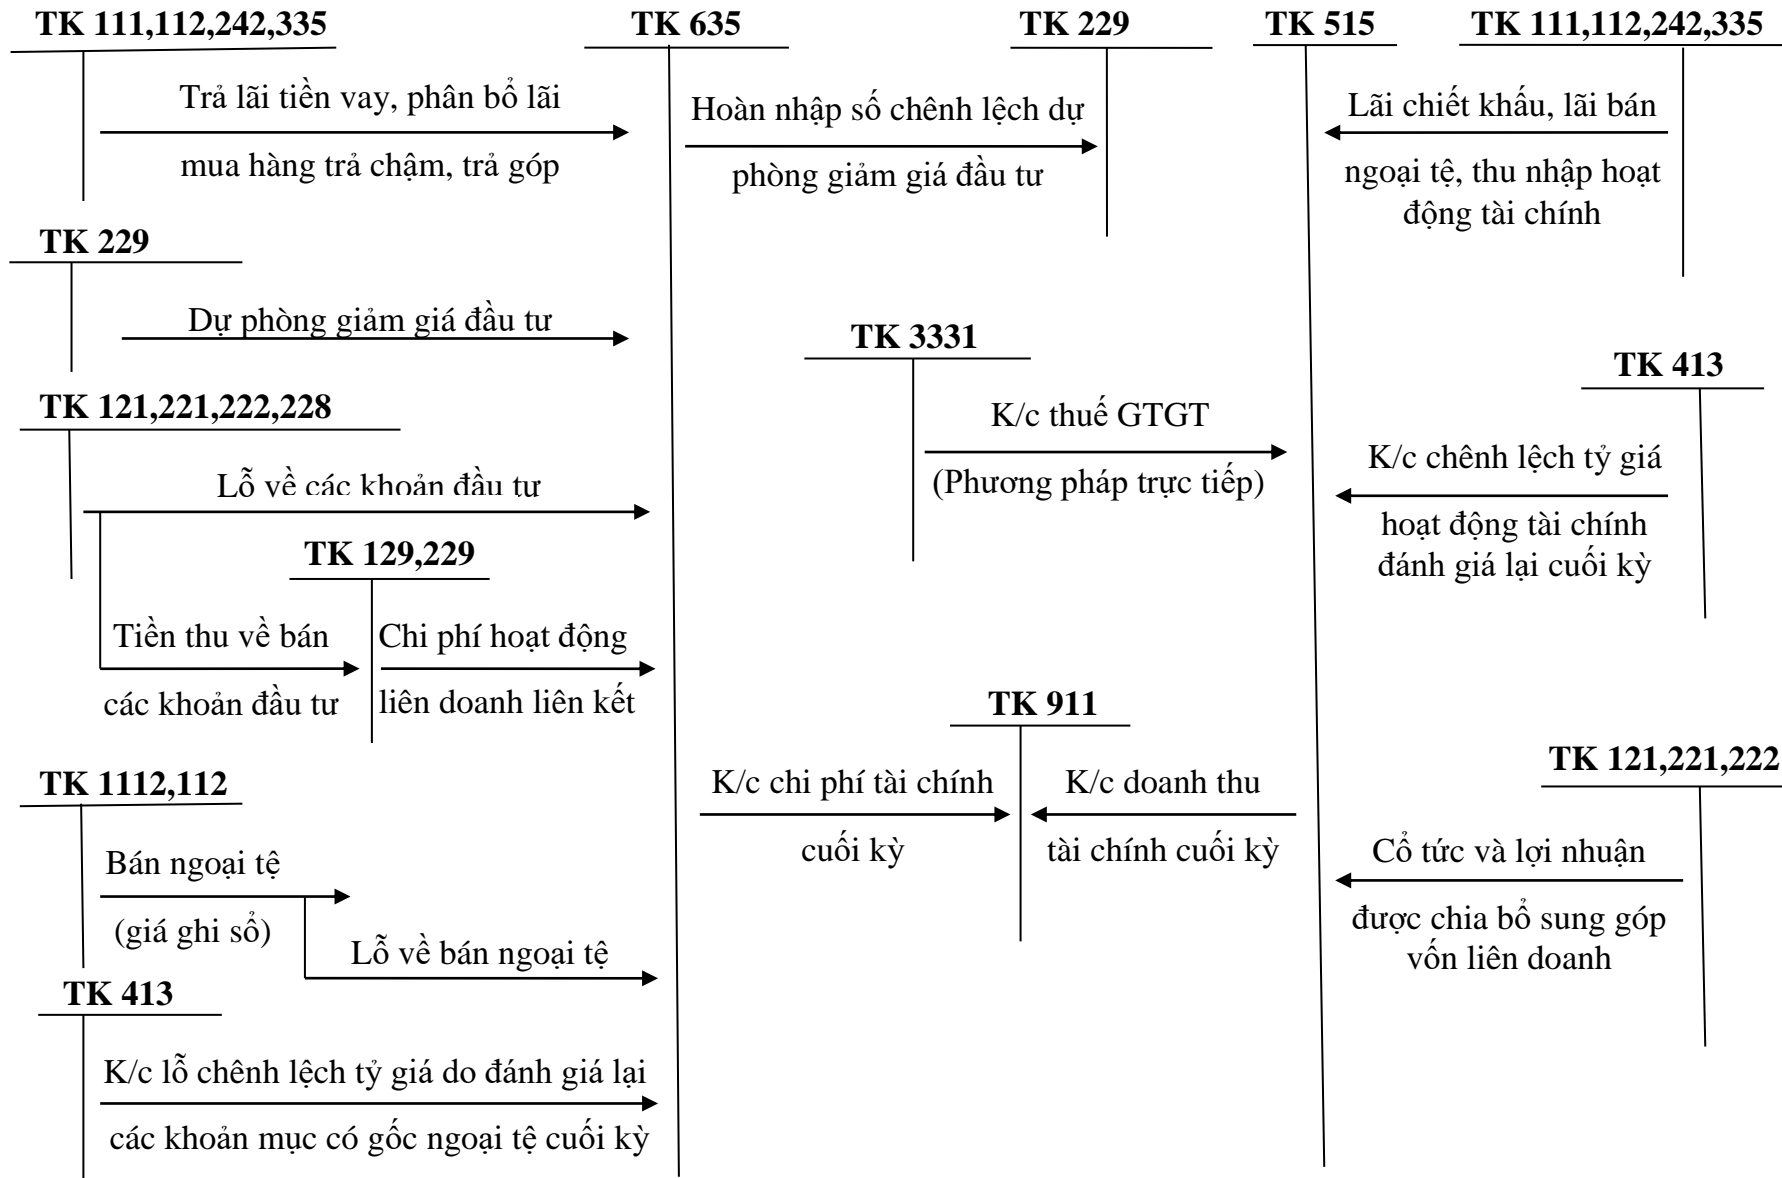 TK 111,112,242,335
TK 635
TK 229
TK 515
TK 111,112,242,335
Trả lãi tiền vay, phân bổ lãi
mua hàng trả chậm, trả góp
Hoàn nhập số chênh lệch dự
phòng giảm giá đầu tư
Lãi chiết khấu, lãi bán
ngoại tệ, thu nhập hoạt
động tài chính
TK 229
Dự phòng giảm giá đầu tư
TK 3331
K/c thuế GTGT
(Phương pháp trực tiếp)
TK 413
K/c chênh lệch tỷ giá
hoạt động tài chính
đánh giá lại cuối kỳ
TK 121,221,222,228
Lỗ về các khoản đầu tư
TK 129,229
Tiền thu về bán
các khoản đầu tư
Chi phí hoạt động
liên doanh liên kết
TK 911
K/c chi phí tài chính
cuối kỳ
K/c doanh thu
tài chính cuối kỳ
TK 121,221,222
Cổ tức và lợi nhuận
được chia bổ sung góp
vốn liên doanh
TK 1112,112
Bán ngoại tệ
(giá ghi sổ)
Lỗ về bán ngoại tệ
TK 413
K/c lỗ chênh lệch tỷ giá do đánh giá lại
các khoản mục có gốc ngoại tệ cuối kỳ